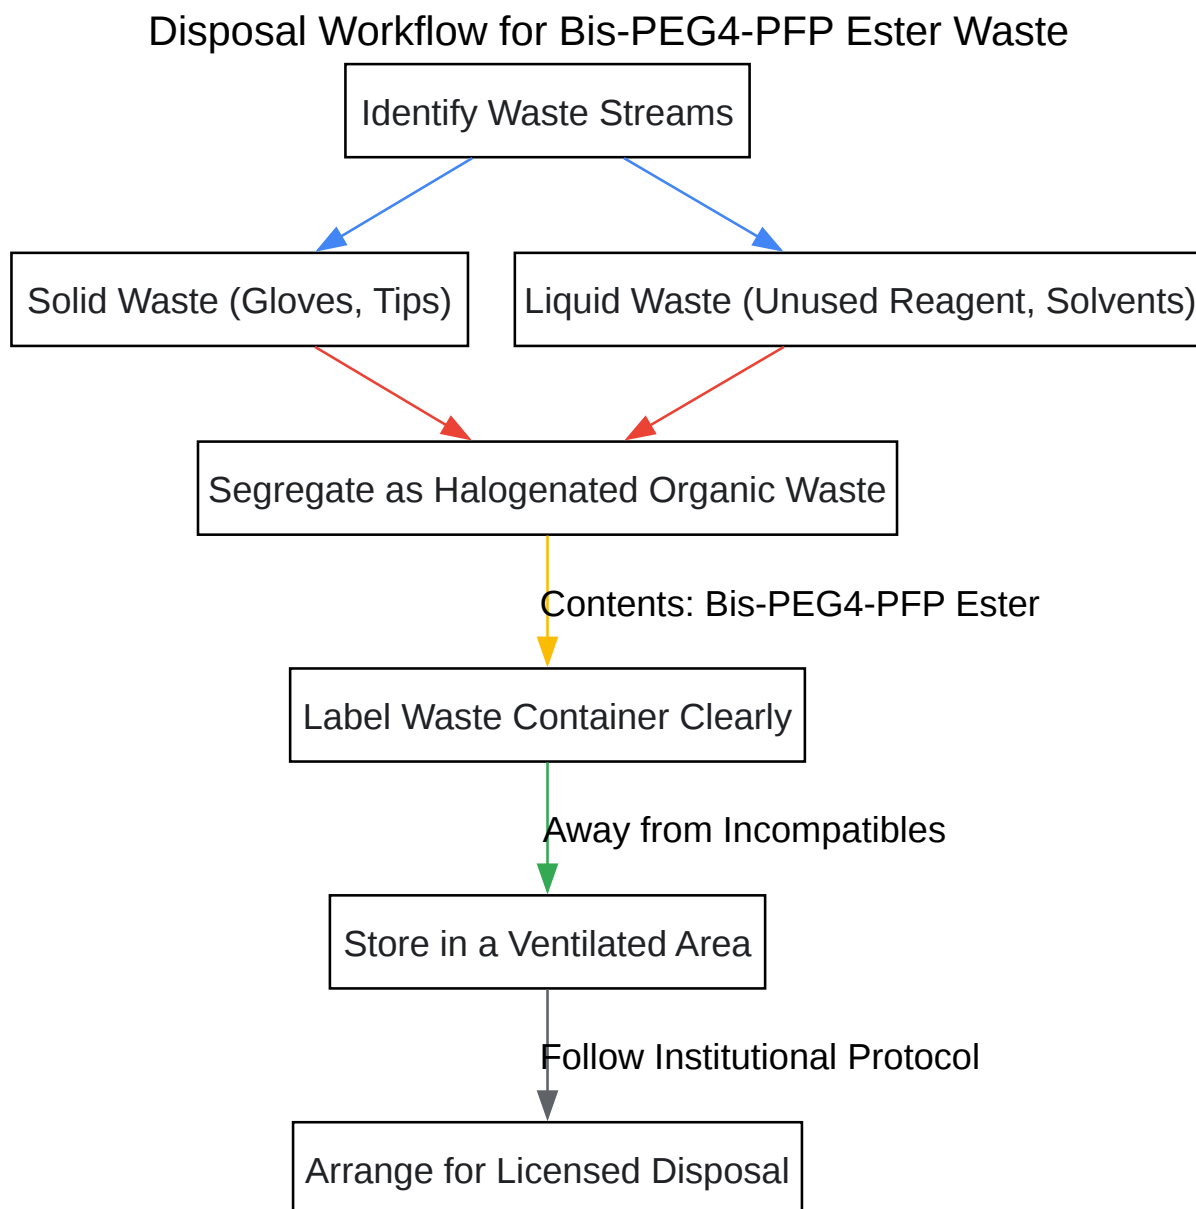 Disposal Workflow for Bis-PEG4-PFP Ester Waste
Identify Waste Streams
Solid Waste (Gloves, Tips)
Liquid Waste (Unused Reagent, Solvents)
Segregate as Halogenated Organic Waste
Contents: Bis-PEG4-PFP Ester
Label Waste Container Clearly
Away from Incompatibles
Store in a Ventilated Area
Follow Institutional Protocol
Arrange for Licensed Disposal